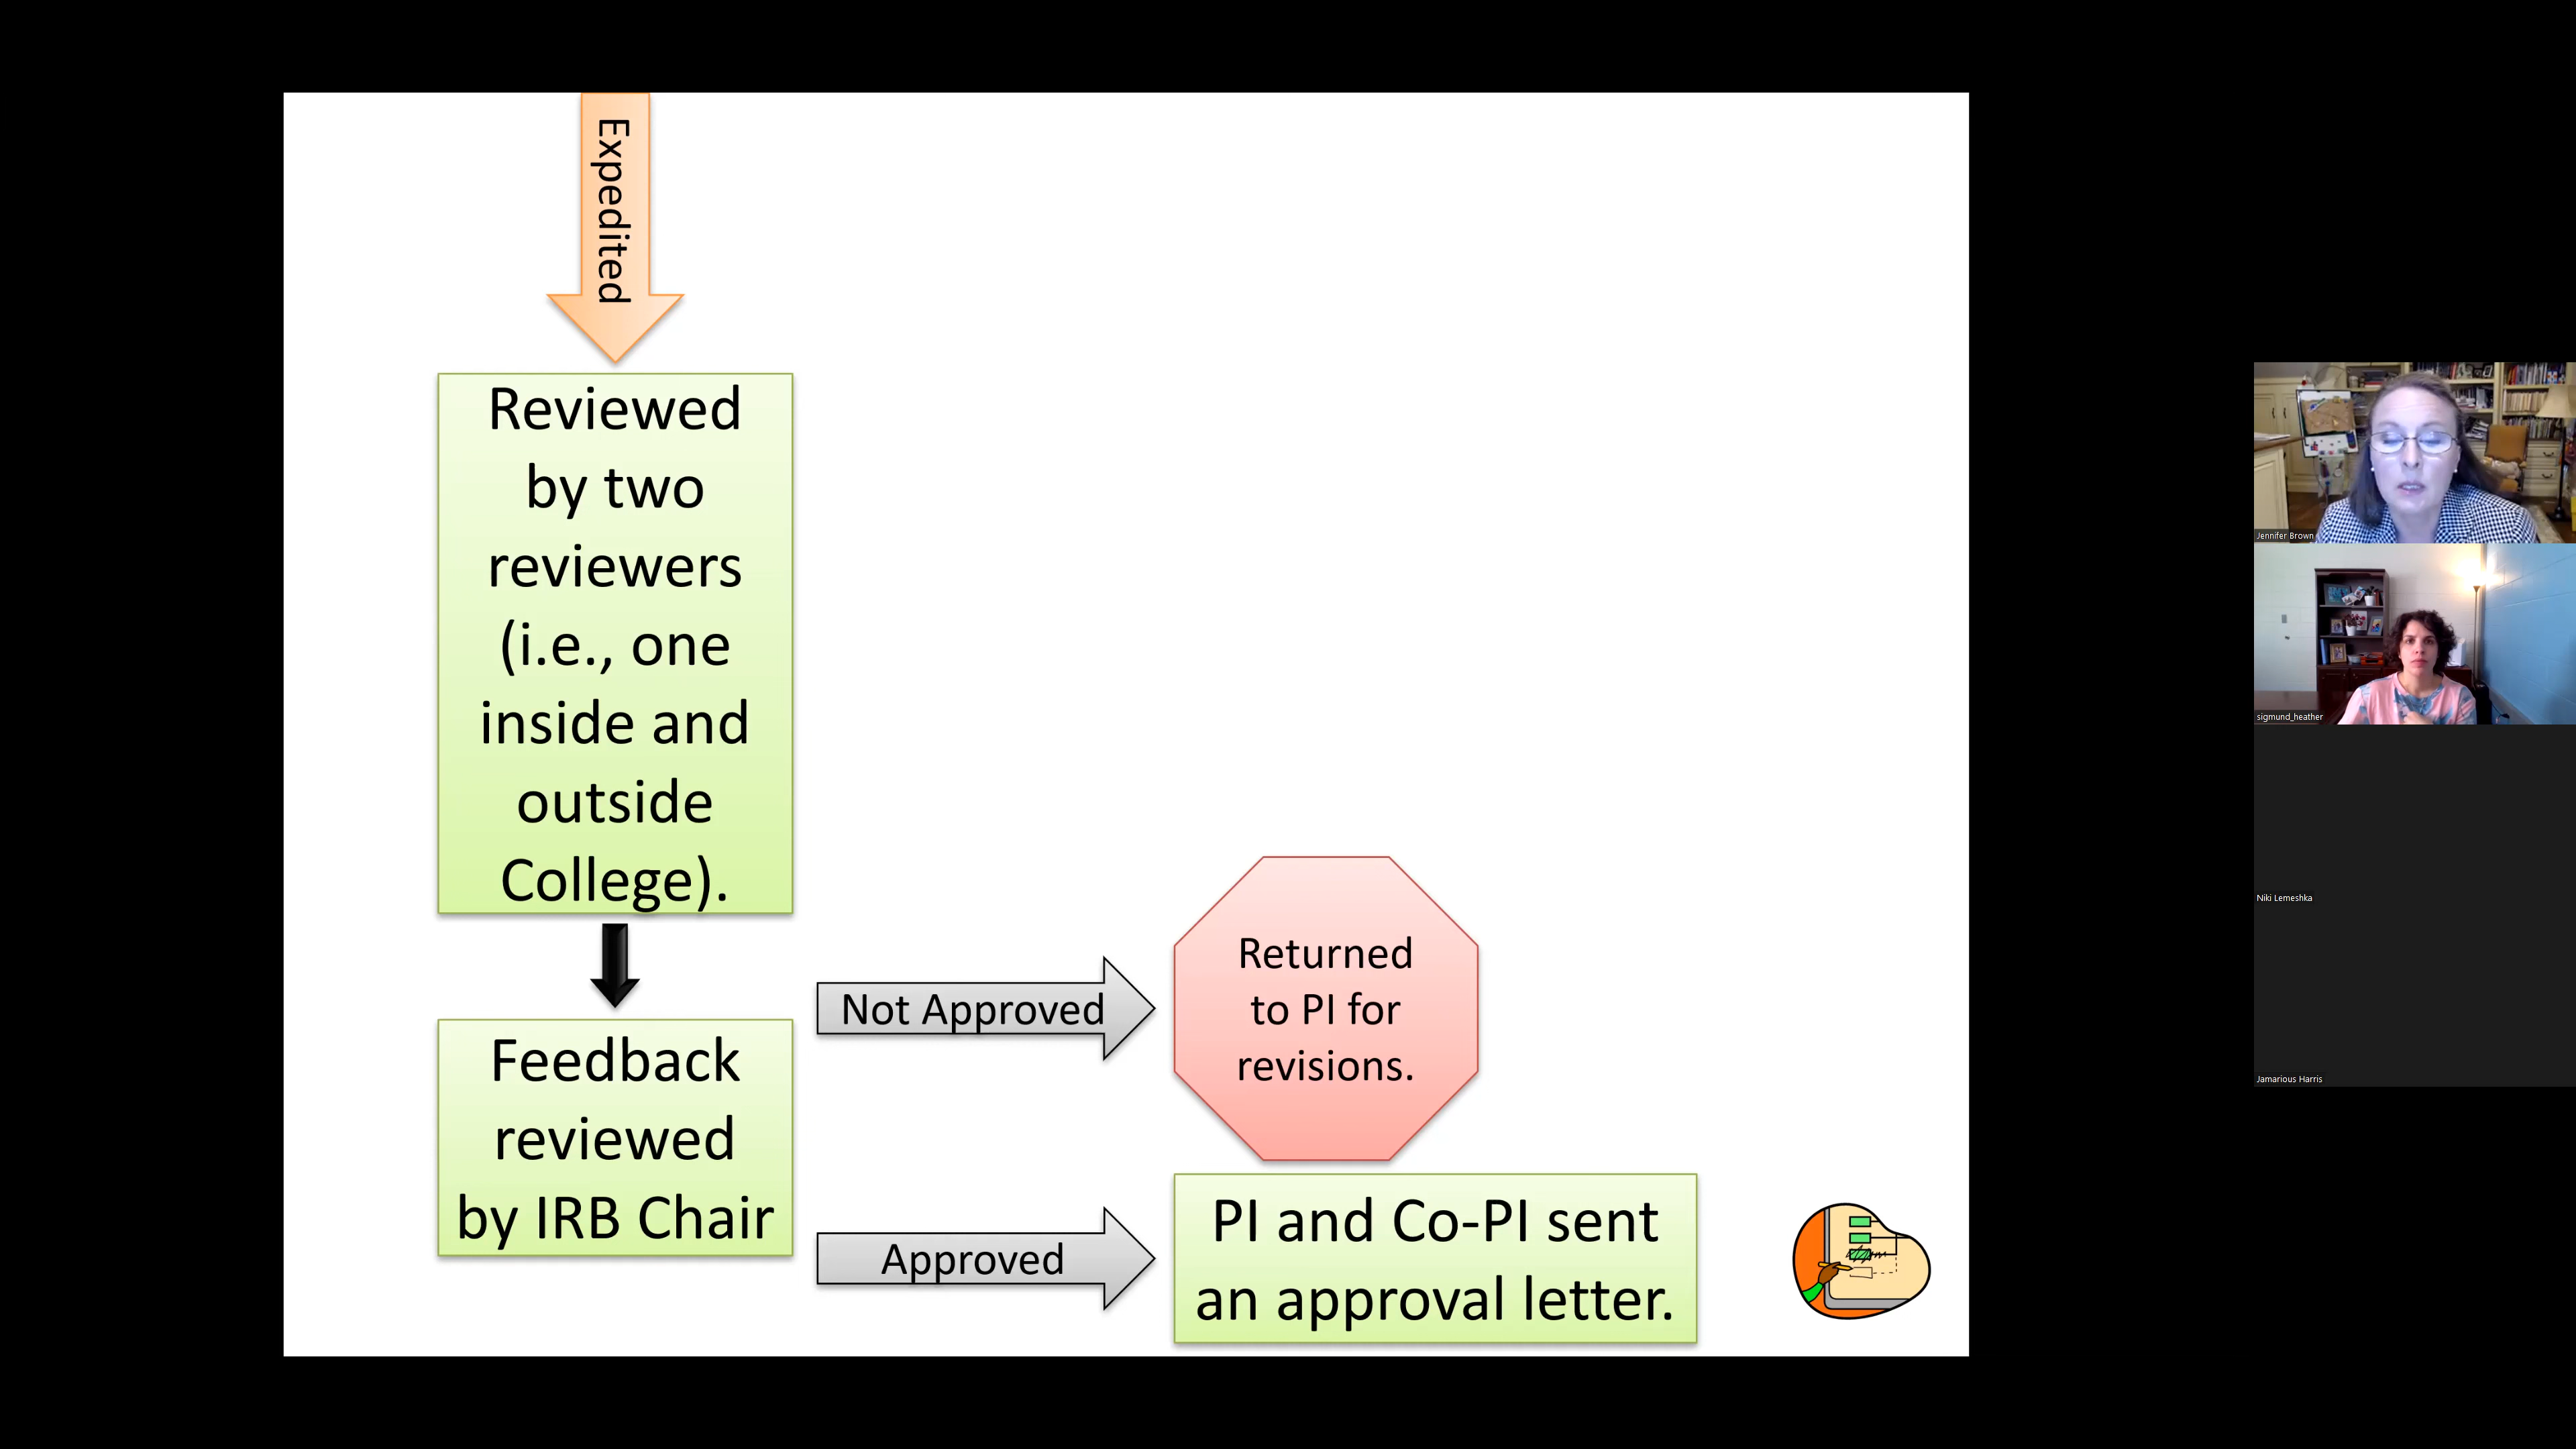 Expedited
Reviewed
by two
reviewers
(i.e., one
inside and
outside
College).
Feedback
reviewed
by IRB Chair
Not Approved
Returned
to PI for
revisions.
Approved
PI and Co-PI sent
an approval letter.
Jennifer Brown
sigmund_heather
Niki Lemeshka
Jamarious Harris